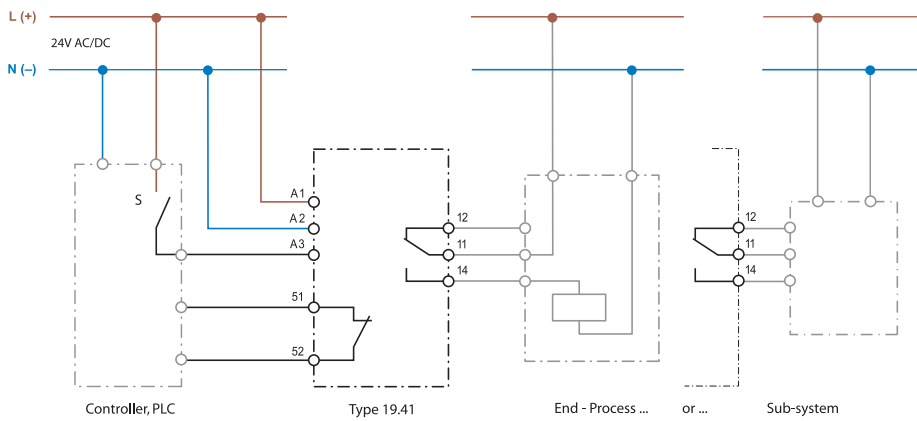 L (+)
24V AC/DC
N (–)
S
A1
A2
A3
51
52
12
11
14
12
11
14
Controller, PLC
Type 19.41
End - Process ...
or ...
Sub-system